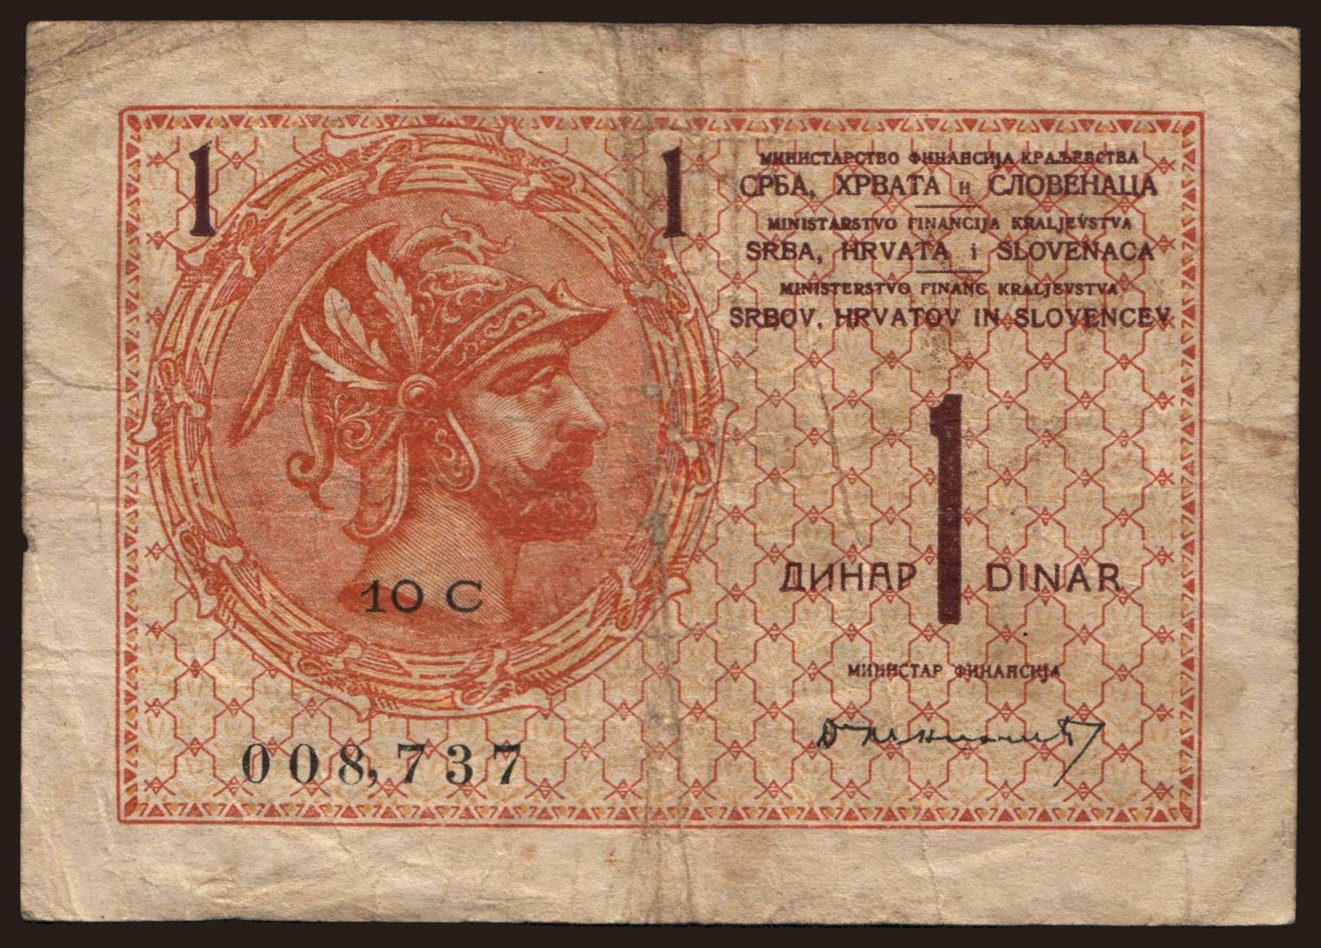 1
1
МИНИСТАРСТВО ФИНАНСИЈА КРАЉЕВСТВА
СРБА, ХРВАТА и СЛОВЕНАЦА
MINISTARSTVO FINANCIJA KRALJEVSTVA
SRBA, HRVATA i SLOVENACA
MINISTERSTVO FINANC KRALJEVSTVA
SRBOV, HRVATOV IN SLOVENCEV
ДИНАР 1 DINAR
10 C
МИНИСТАР ФИНАНСИЈА
008,737